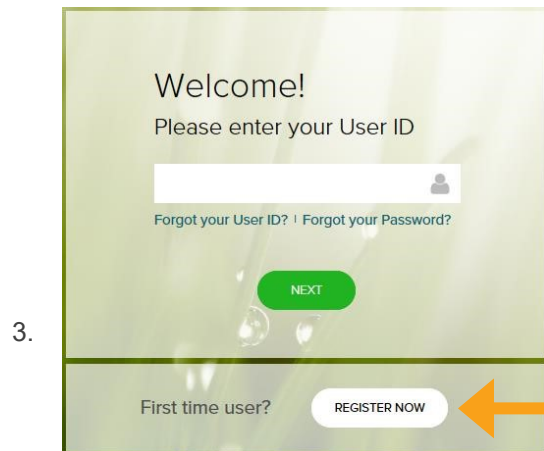 Welcome!
Please enter your User ID
Forgot your User ID? | Forgot your Password?
NEXT
3.
First time user? REGISTER NOW